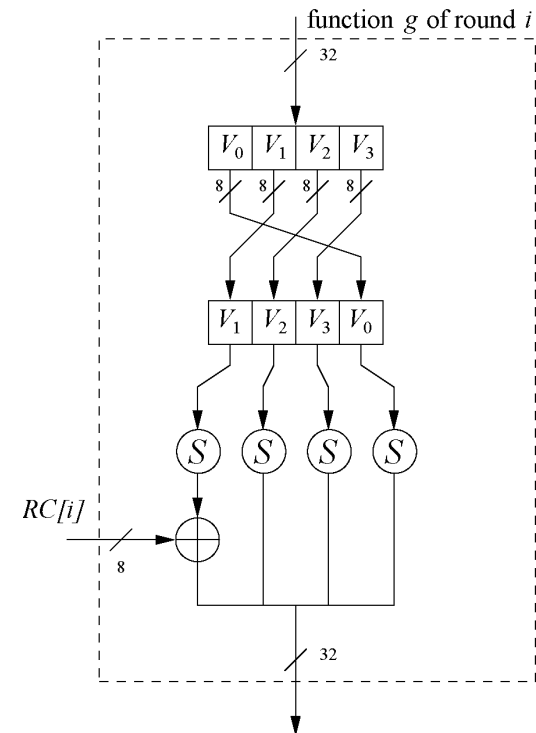 function g of round i
32
V₀ V₁ V₂ V₃
8 8 8 8
V₁ V₂ V₃ V₀
S S S S
RC[i]
8
32